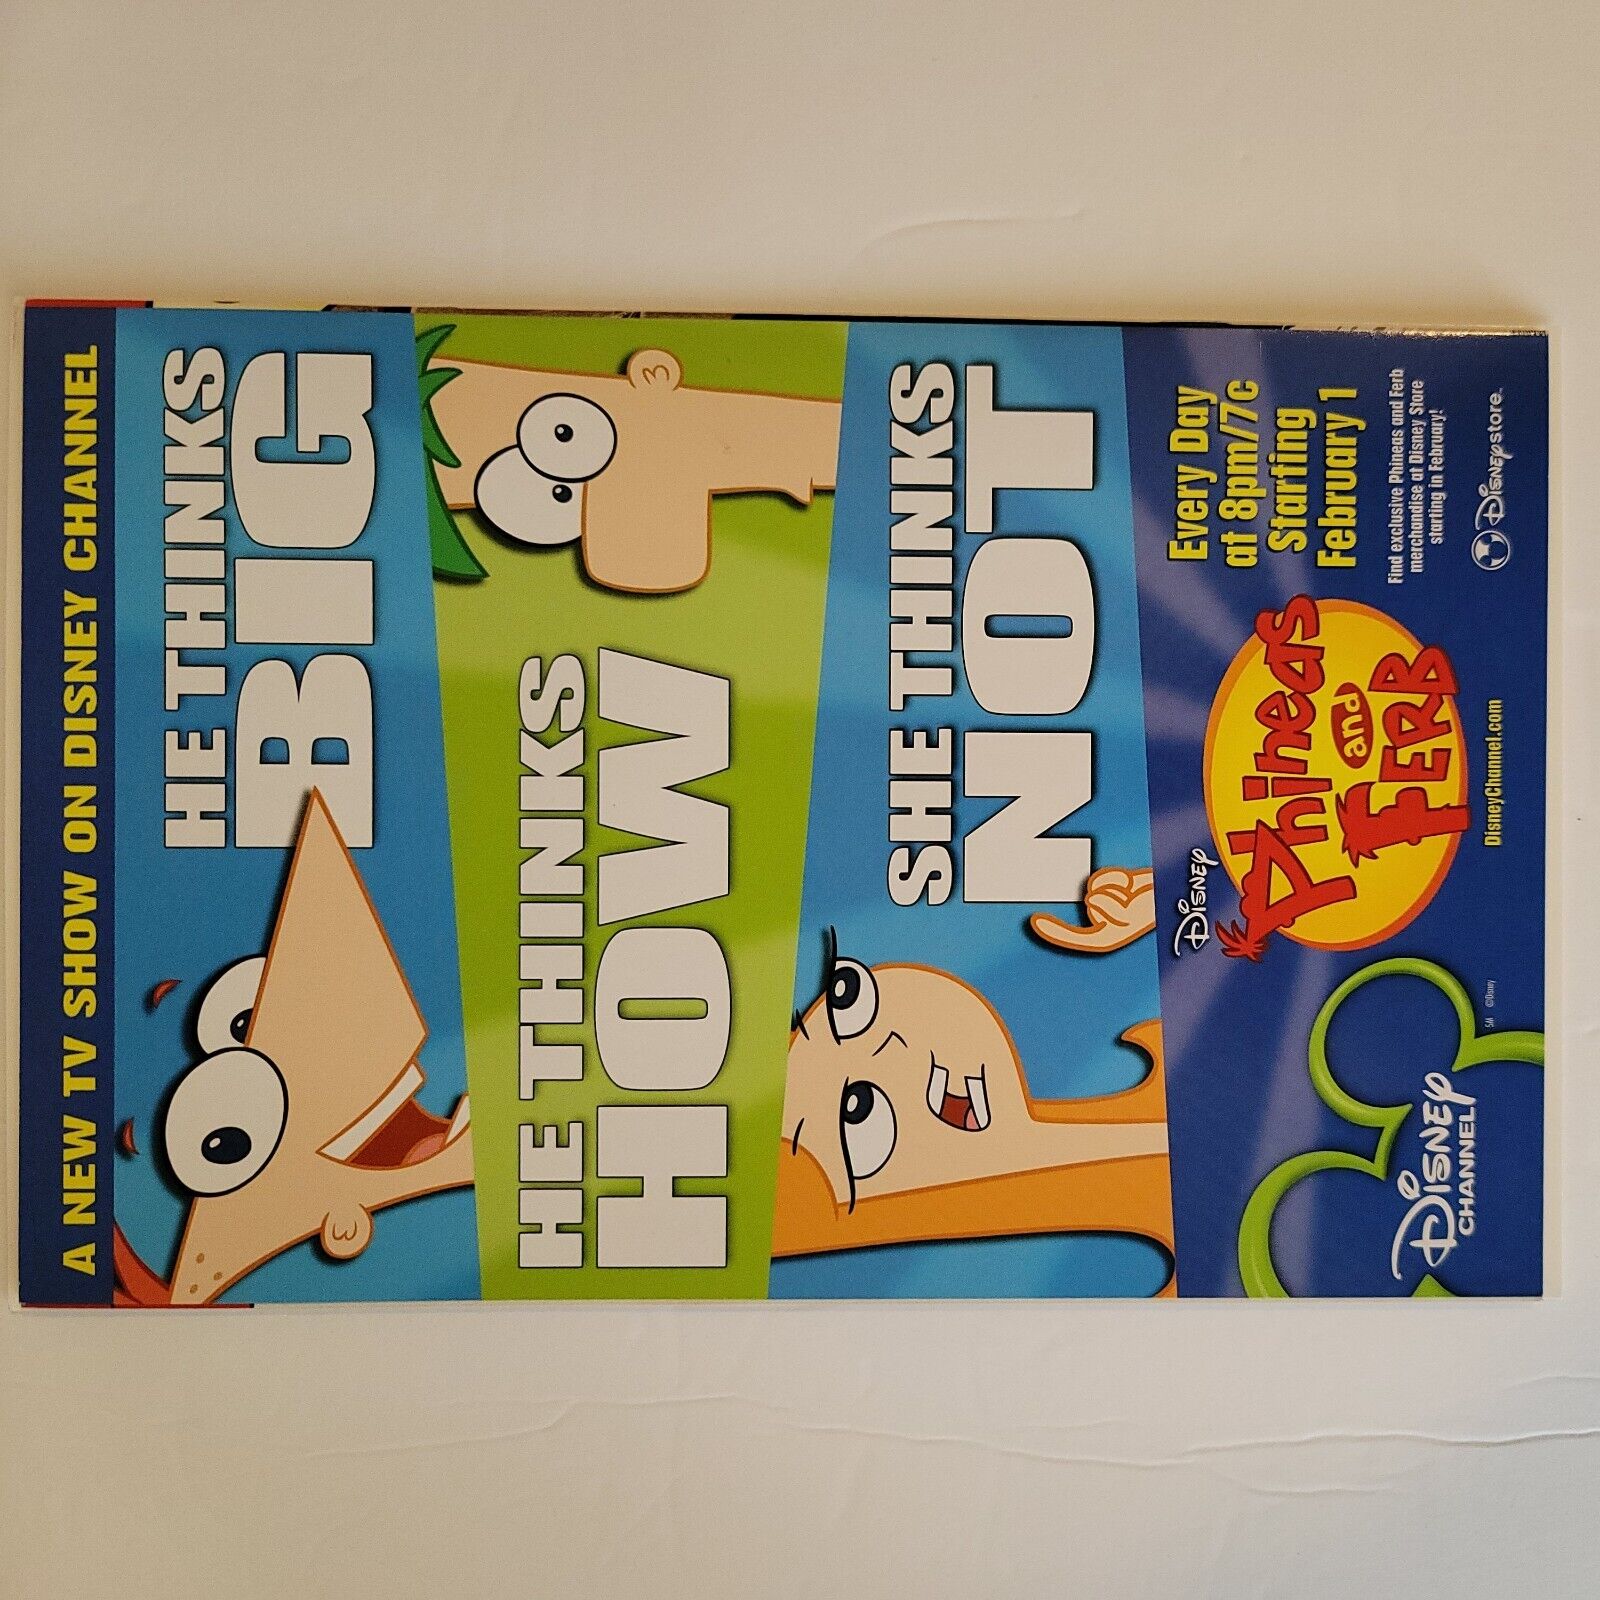 A NEW TV SHOW ON DISNEY CHANNEL
HE THINKS
BIG
HE THINKS
HOW
SHE THINKS
NOT
Disney
CHANNEL
SM ©Disney
Disney
Phineas
and
FERB
DisneyChannel.com
Every Day
at 8pm/7c
Starting
February 1
Find exclusive Phineas and Ferb
merchandise at Disney Store
starting in February!
Disneystore.